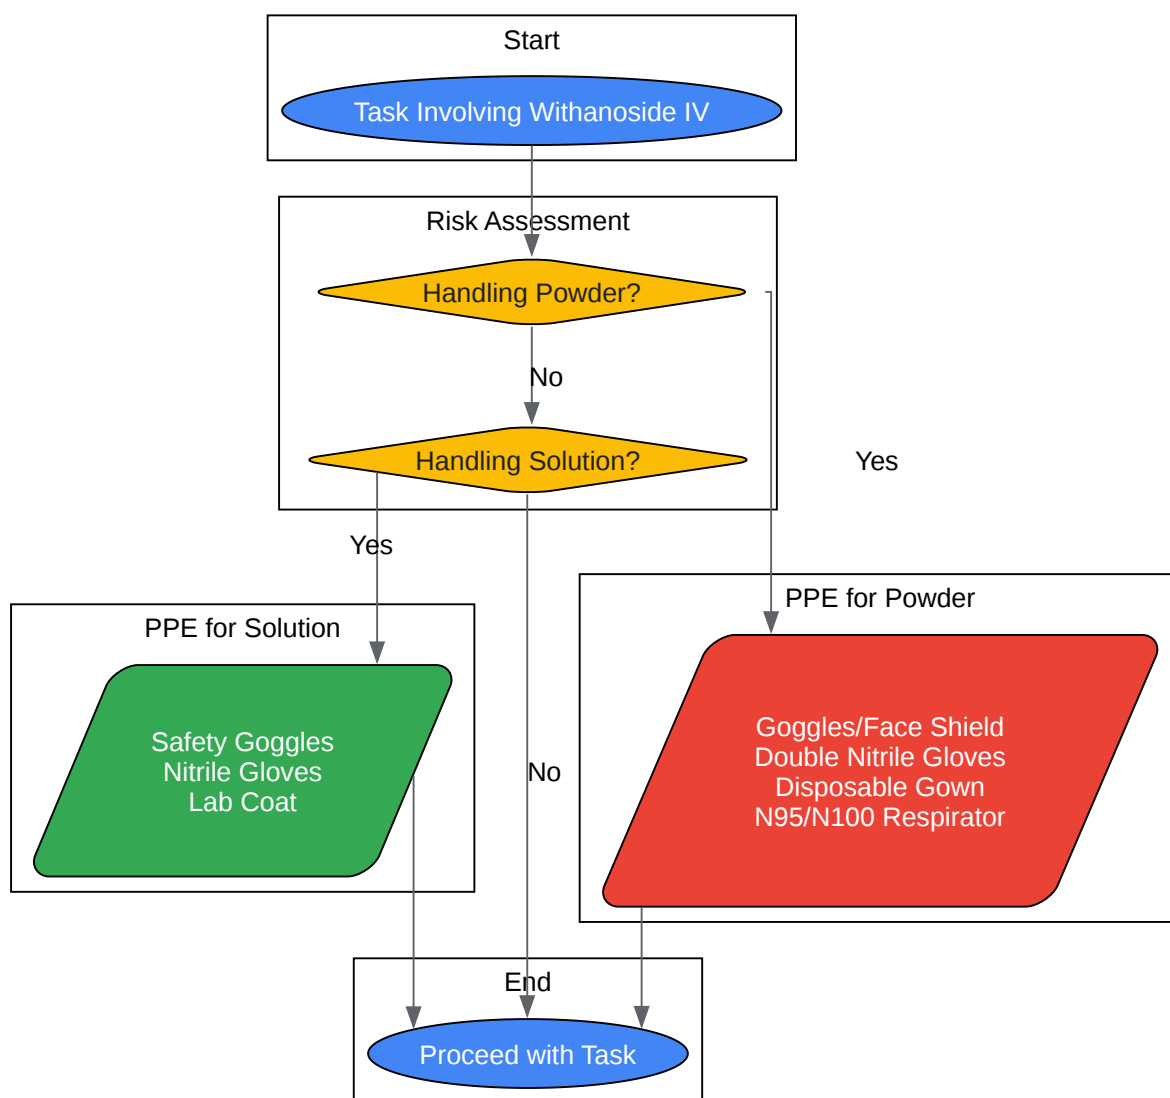 Start
Task Involving Withanoside IV
Risk Assessment
Handling Powder?
No
Handling Solution?
Yes
Yes
PPE for Powder
PPE for Solution
Goggles/Face Shield
Double Nitrile Gloves
Disposable Gown
N95/N100 Respirator
Safety Goggles
Nitrile Gloves
Lab Coat
No
End
Proceed with Task